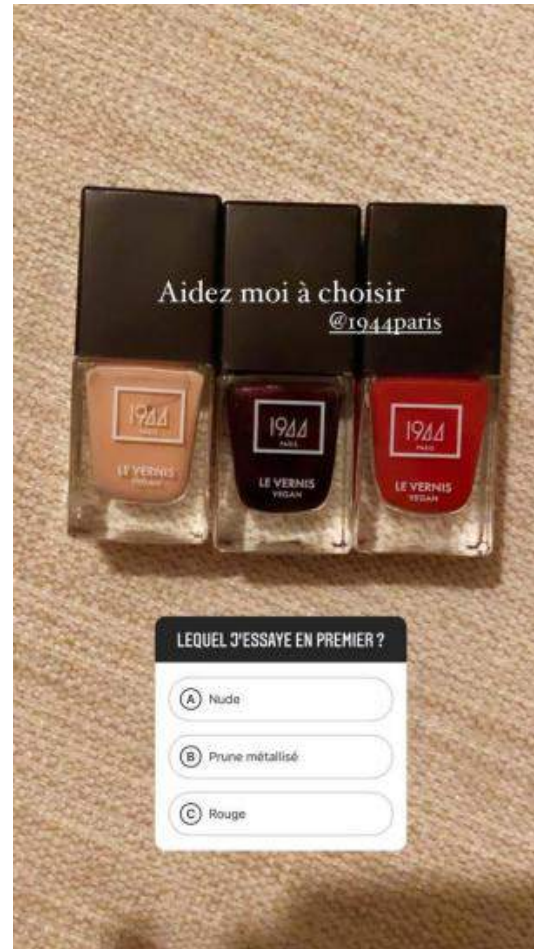 Aidez moi à choisir
@1944paris
1944
PARIS
LE VERNIS
VEGAN
1944
PARIS
LE VERNIS
VEGAN
1944
PARIS
LE VERNIS
VEGAN
LEQUEL J'ESSAYE EN PREMIER ?
A Nude
B Prune métallisé
C Rouge